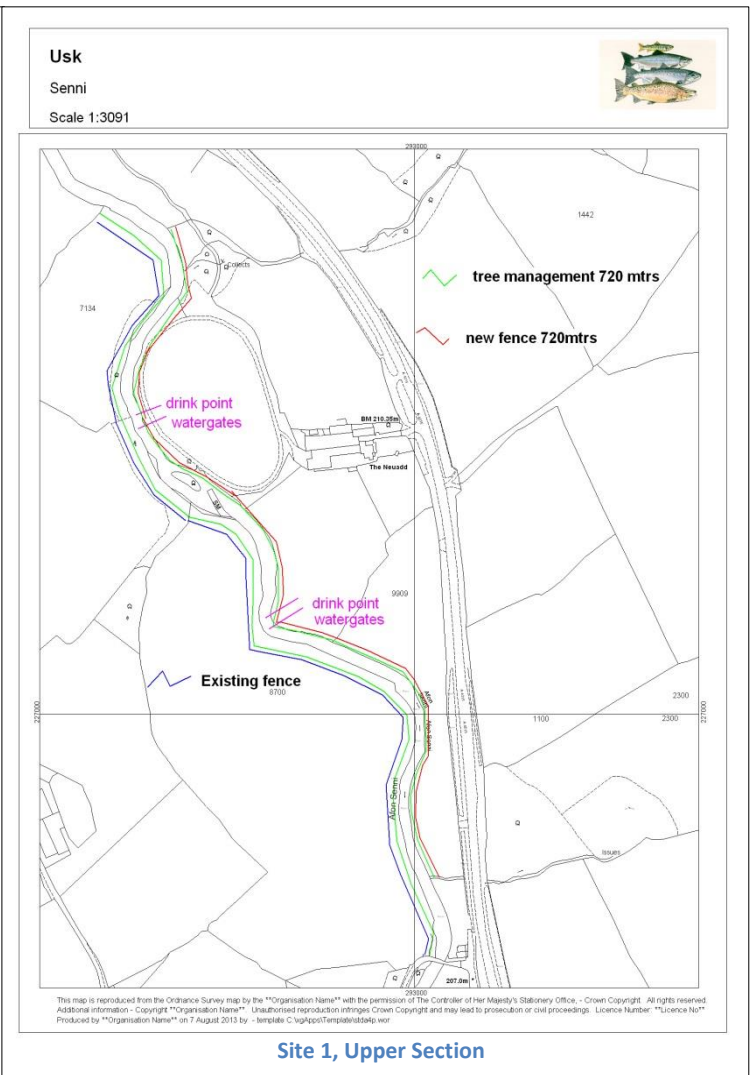 Usk
Senni
Scale 1:3091
293000
1442
Collects
tree management 720 mtrs
7134
new fence 720mtrs
drink point
watergates
BM 210.35m
The Neuadd
9909
drink point
watergates
Existing fence
8700
2300
227000
1100
2300
227000
Afon Senni
Afon Senni
Issues
207.0m
293000
This map is reproduced from the Ordnance Survey map by the **Organisation Name** with the permission of The Controller of Her Majesty's Stationery Office, - Crown Copyright. All rights reserved.
Additional information - Copyright **Organisation Name**. Unauthorised reproduction infringes Crown Copyright and may lead to prosecution or civil proceedings. Licence Number: **Licence No**
Produced by **Organisation Name** on 7 August 2013 by - template C:\vgApps\Template\stda4p.wor
Site 1, Upper Section